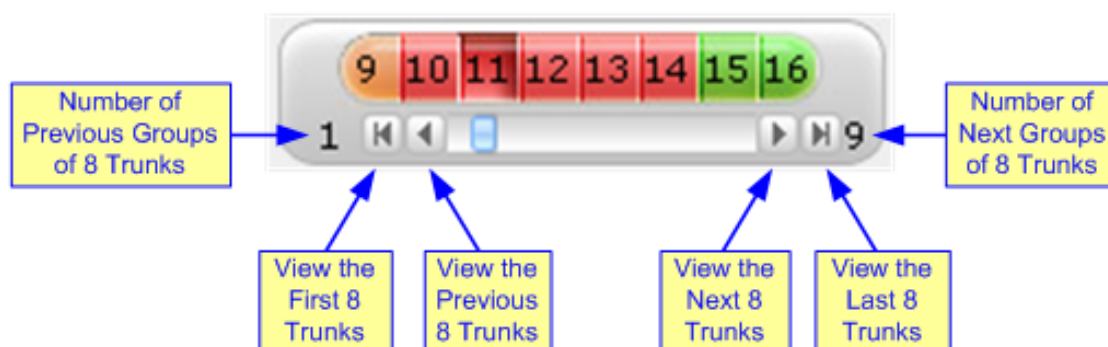 9 10 11 12 13 14 15 16
Number of
Previous Groups
of 8 Trunks
1
9
Number of
Next Groups
of 8 Trunks
View the
First 8
Trunks
View the
Previous
8 Trunks
View the
Next 8
Trunks
View the
Last 8
Trunks